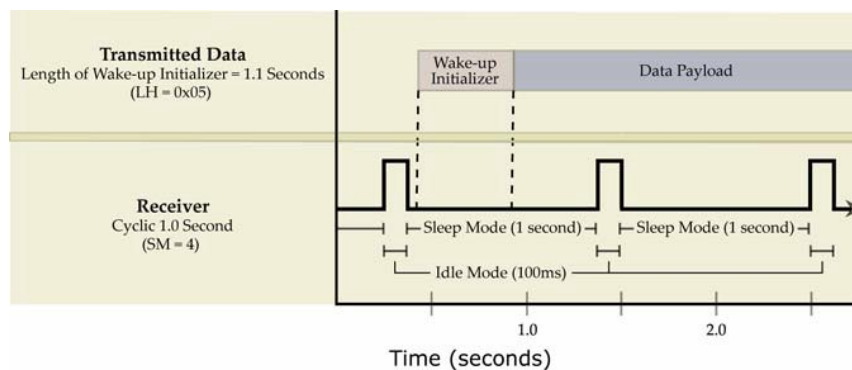 Transmitted Data
Length of Wake-up Initializer = 1.1 Seconds
(LH = 0x05)
Wake-up
Initializer
Data Payload
Receiver
Cyclic 1.0 Second
(SM = 4)
Sleep Mode (1 second)
Sleep Mode (1 second)
Idle Mode (100ms)
1.0
2.0
Time (seconds)